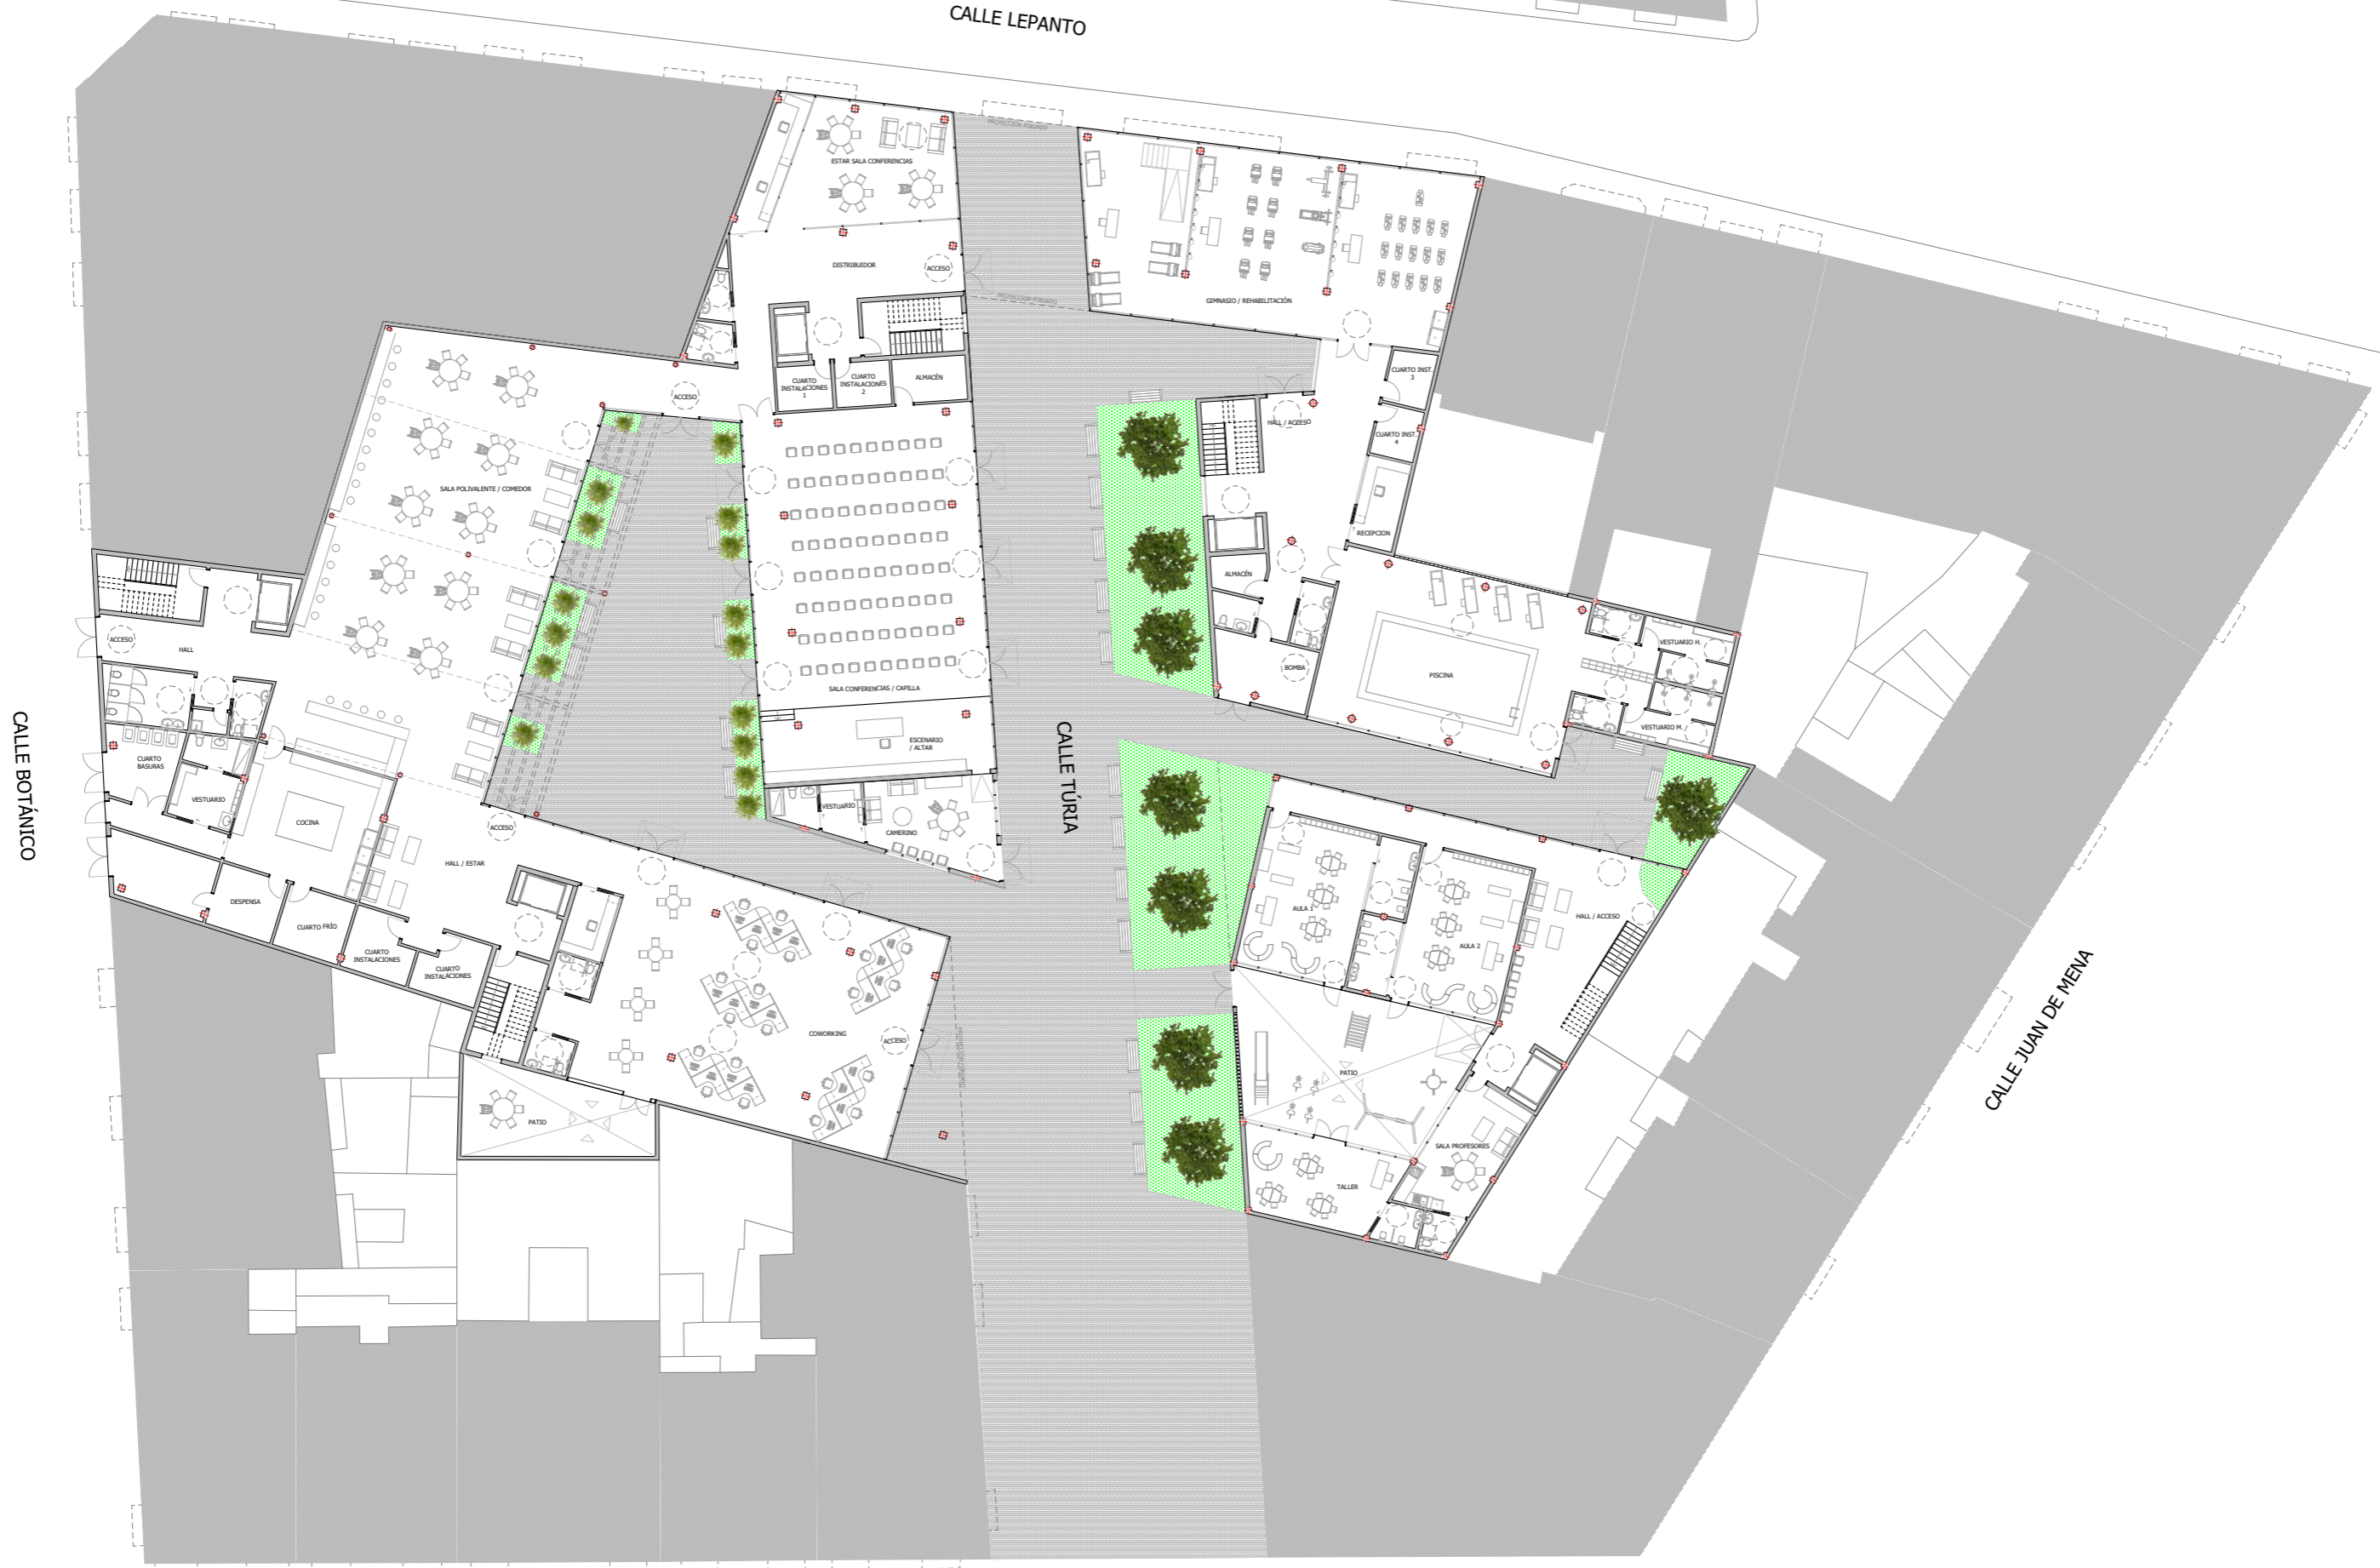 CALLE LEPANTO
PROYECCIÓN FORJADO
ESTAR SALA CONFERENCIAS
DISTRIBUIDOR
ACCESO
PROYECCIÓN FORJADO
GIMNASIO / REHABILITACIÓN
CUARTO
INSTALACIONES
1
CUARTO
INSTALACIONES
2
ALMACÉN
ACCESO
CUARTO INST.
3
HALL / ACCESO
CUARTO INST.
4
SALA POLIVALENTE / COMEDOR
RECEPCION
ALMACÉN
ACCESO
HALL
BOMBA
PISCINA
VESTUARIO H.
VESTUARIO M.
SALA CONFERENCIAS / CAPILLA
ESCENARIO
/ ALTAR
CALLE BOTÁNICO
CALLE TÚRIA
CUARTO
BASURAS
VESTUARIO
COCINA
VESTUARIO
CAMERINO
ACCESO
HALL / ESTAR
DESPENSA
CUARTO FRÍO
CUARTO
INSTALACIONES
CUARTO
INSTALACIONES
AULA 1
AULA 2
HALL / ACCESO
COWORKING
ACCESO
PATIO
PATIO
SALA PROFESORES
TALLER
CALLE JUAN DE MENA